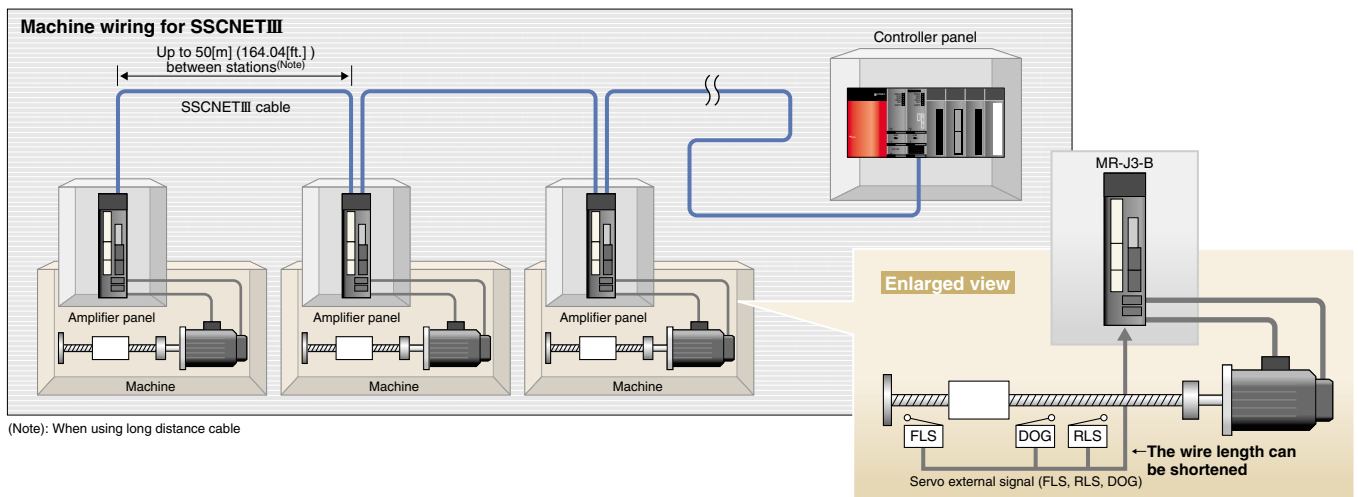 Machine wiring for SSCNETⅢ
Up to 50[m] (164.04[ft.] )
between stations(Note)
SSCNETⅢ cable
Controller panel
Amplifier panel
Machine
Amplifier panel
Machine
Amplifier panel
Machine
(Note): When using long distance cable
MR-J3-B
Enlarged view
FLS
DOG
RLS
←The wire length can
be shortened
Servo external signal (FLS, RLS, DOG)